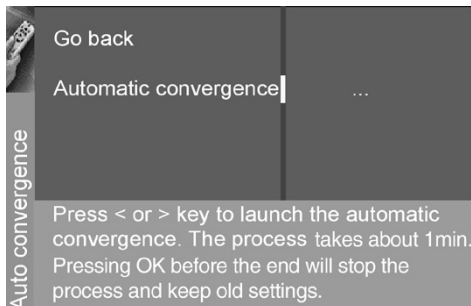 Go back
Automatic convergence ...
Auto convergence
Press < or > key to launch the automatic
convergence. The process takes about 1min.
Pressing OK before the end will stop the
process and keep old settings.